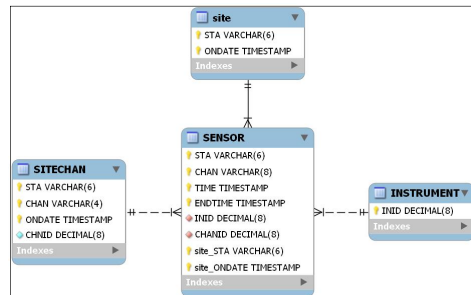 site
STA VARCHAR(6)
ONDATE TIMESTAMP
Indexes
SENSOR
STA VARCHAR(6)
CHAN VARCHAR(8)
TIME TIMESTAMP
ENDTIME TIMESTAMP
INID DECIMAL(8)
CHANID DECIMAL(8)
site_STA VARCHAR(6)
site_ONDATE TIMESTAMP
Indexes
SITECHAN
STA VARCHAR(6)
CHAN VARCHAR(4)
ONDATE TIMESTAMP
CHNID DECIMAL(8)
Indexes
INSTRUMENT
INID DECIMAL(8)
Indexes